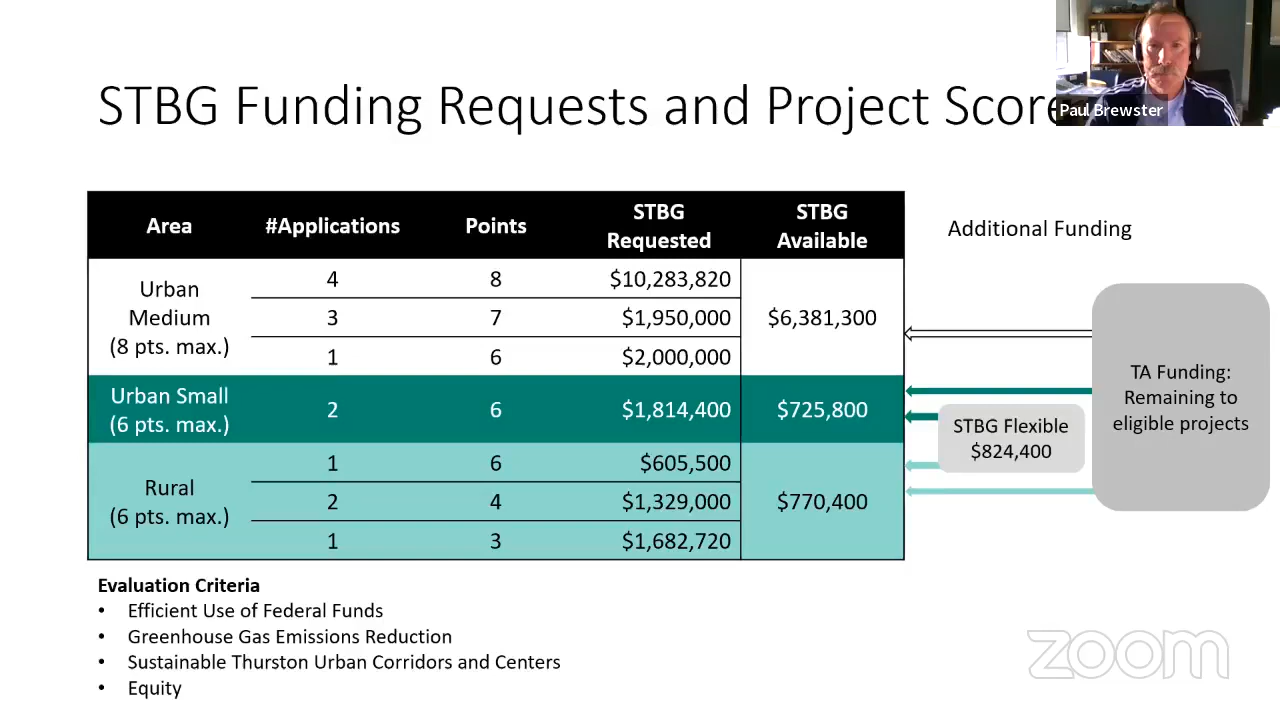 STBG Funding Requests and Project Score
Paul Brewster
Area #Applications Points STBG Requested STBG Available
Additional Funding
Urban Medium (8 pts. max.)
4 8 $10,283,820
3 7 $1,950,000
1 6 $2,000,000
$6,381,300
Urban Small (6 pts. max.)
2 6 $1,814,400 $725,800
Rural (6 pts. max.)
1 6 $605,500
2 4 $1,329,000
1 3 $1,682,720
$770,400
STBG Flexible
$824,400
TA Funding:
Remaining to
eligible projects
Evaluation Criteria
• Efficient Use of Federal Funds
• Greenhouse Gas Emissions Reduction
• Sustainable Thurston Urban Corridors and Centers
• Equity
zoom